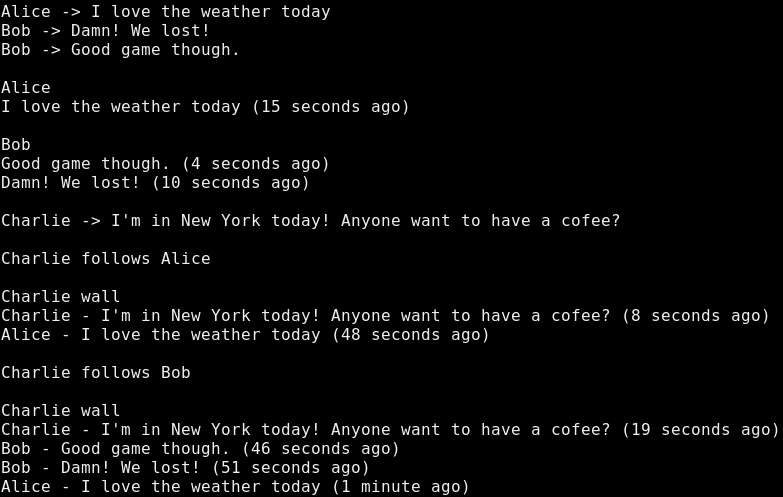 Alice -> I love the weather today
Bob -> Damn! We lost!
Bob -> Good game though.
Alice
I love the weather today (15 seconds ago)
Bob
Good game though. (4 seconds ago)
Damn! We lost! (10 seconds ago)
Charlie -> I'm in New York today! Anyone want to have a cofee?
Charlie follows Alice
Charlie wall
Charlie - I'm in New York today! Anyone want to have a cofee? (8 seconds ago)
Alice - I love the weather today (48 seconds ago)
Charlie follows Bob
Charlie wall
Charlie - I'm in New York today! Anyone want to have a cofee? (19 seconds ago)
Bob - Good game though. (46 seconds ago)
Bob - Damn! We lost! (51 seconds ago)
Alice - I love the weather today (1 minute ago)